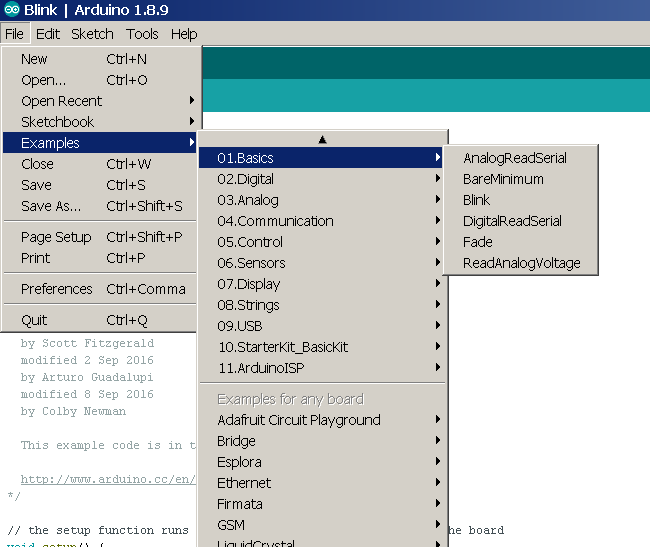 Blink | Arduino 1.8.9
File Edit Sketch Tools Help
New Ctrl+N
Open... Ctrl+O
Open Recent
Sketchbook
Examples
Close Ctrl+W
Save Ctrl+S
Save As... Ctrl+Shift+S
Page Setup Ctrl+Shift+P
Print Ctrl+P
Preferences Ctrl+Comma
Quit Ctrl+Q
01.Basics
02.Digital
03.Analog
04.Communication
05.Control
06.Sensors
07.Display
08.Strings
09.USB
10.StarterKit_BasicKit
11.ArduinoISP
Examples for any board
Adafruit Circuit Playground
Bridge
Esplora
Ethernet
Firmata
GSM
LiquidCrystal
AnalogReadSerial
BareMinimum
Blink
DigitalReadSerial
Fade
ReadAnalogVoltage
by Scott Fitzgerald
modified 2 Sep 2016
by Arturo Guadalupi
modified 8 Sep 2016
by Colby Newman
This example code is in t
http://www.arduino.cc/en/
*/
// the setup function runs the board
void setup() {